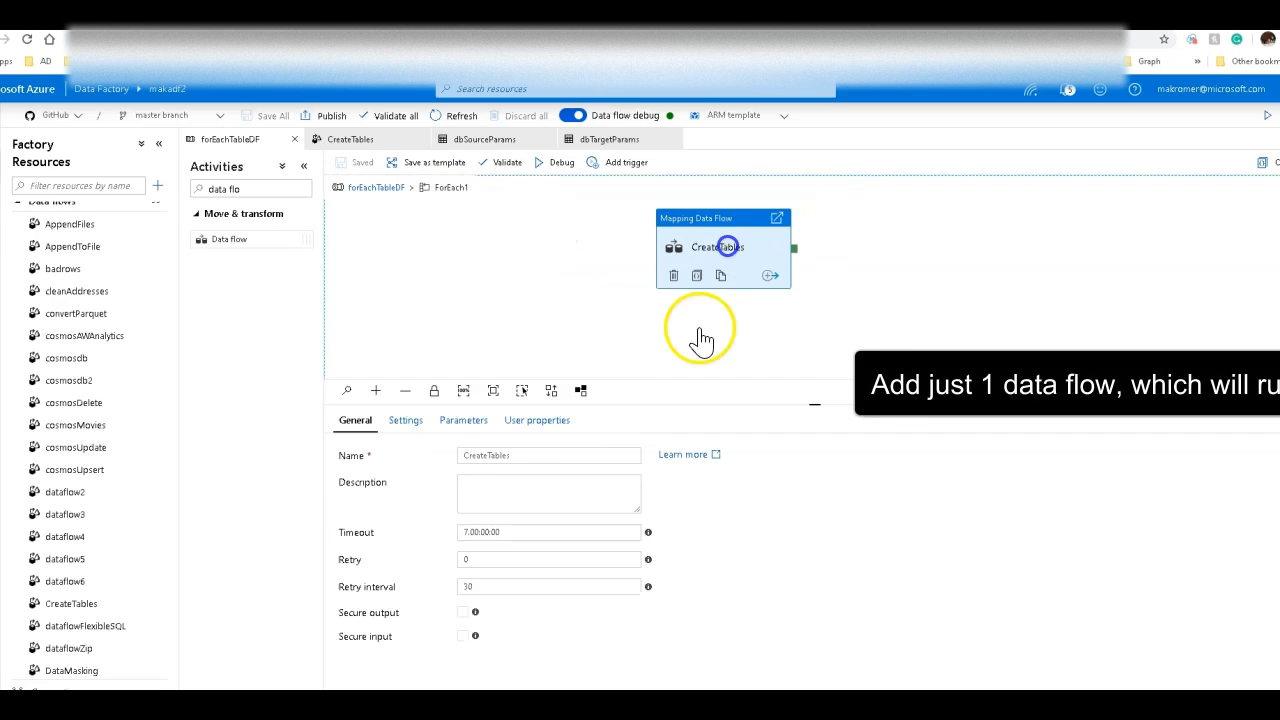 pps
AD
Graph
»
Other bookm
osoft Azure
Data Factory
makadf2
Search resources
5
makromer@microsoft.com
GitHub
master branch
Save All
Publish
Validate all
Refresh
Discard all
Data flow debug
ARM template
Factory Resources
forEachTableDF
CreateTables
dbSourceParams
dbTargetParams
Activities
Saved
Save as template
Validate
Debug
Add trigger
Filter resources by name
data flo
forEachTableDF > ForEach1
Data flows
Move & transform
Data flow
AppendFiles
AppendToFile
badrows
cleanAddresses
convertParquet
cosmosAWAnalytics
cosmosdb
cosmosdb2
cosmosDelete
cosmosMovies
cosmosUpdate
cosmosUpsert
dataflow2
dataflow3
dataflow4
dataflow5
dataflow6
CreateTables
dataflowFlexibleSQL
dataflowZip
DataMasking
Mapping Data Flow
CreateTables
Add just 1 data flow, which will ru
100%
General
Settings
Parameters
User properties
Name *
CreateTables
Learn more
Description
Timeout
7.00:00:00
Retry
0
Retry interval
30
Secure output
Secure input